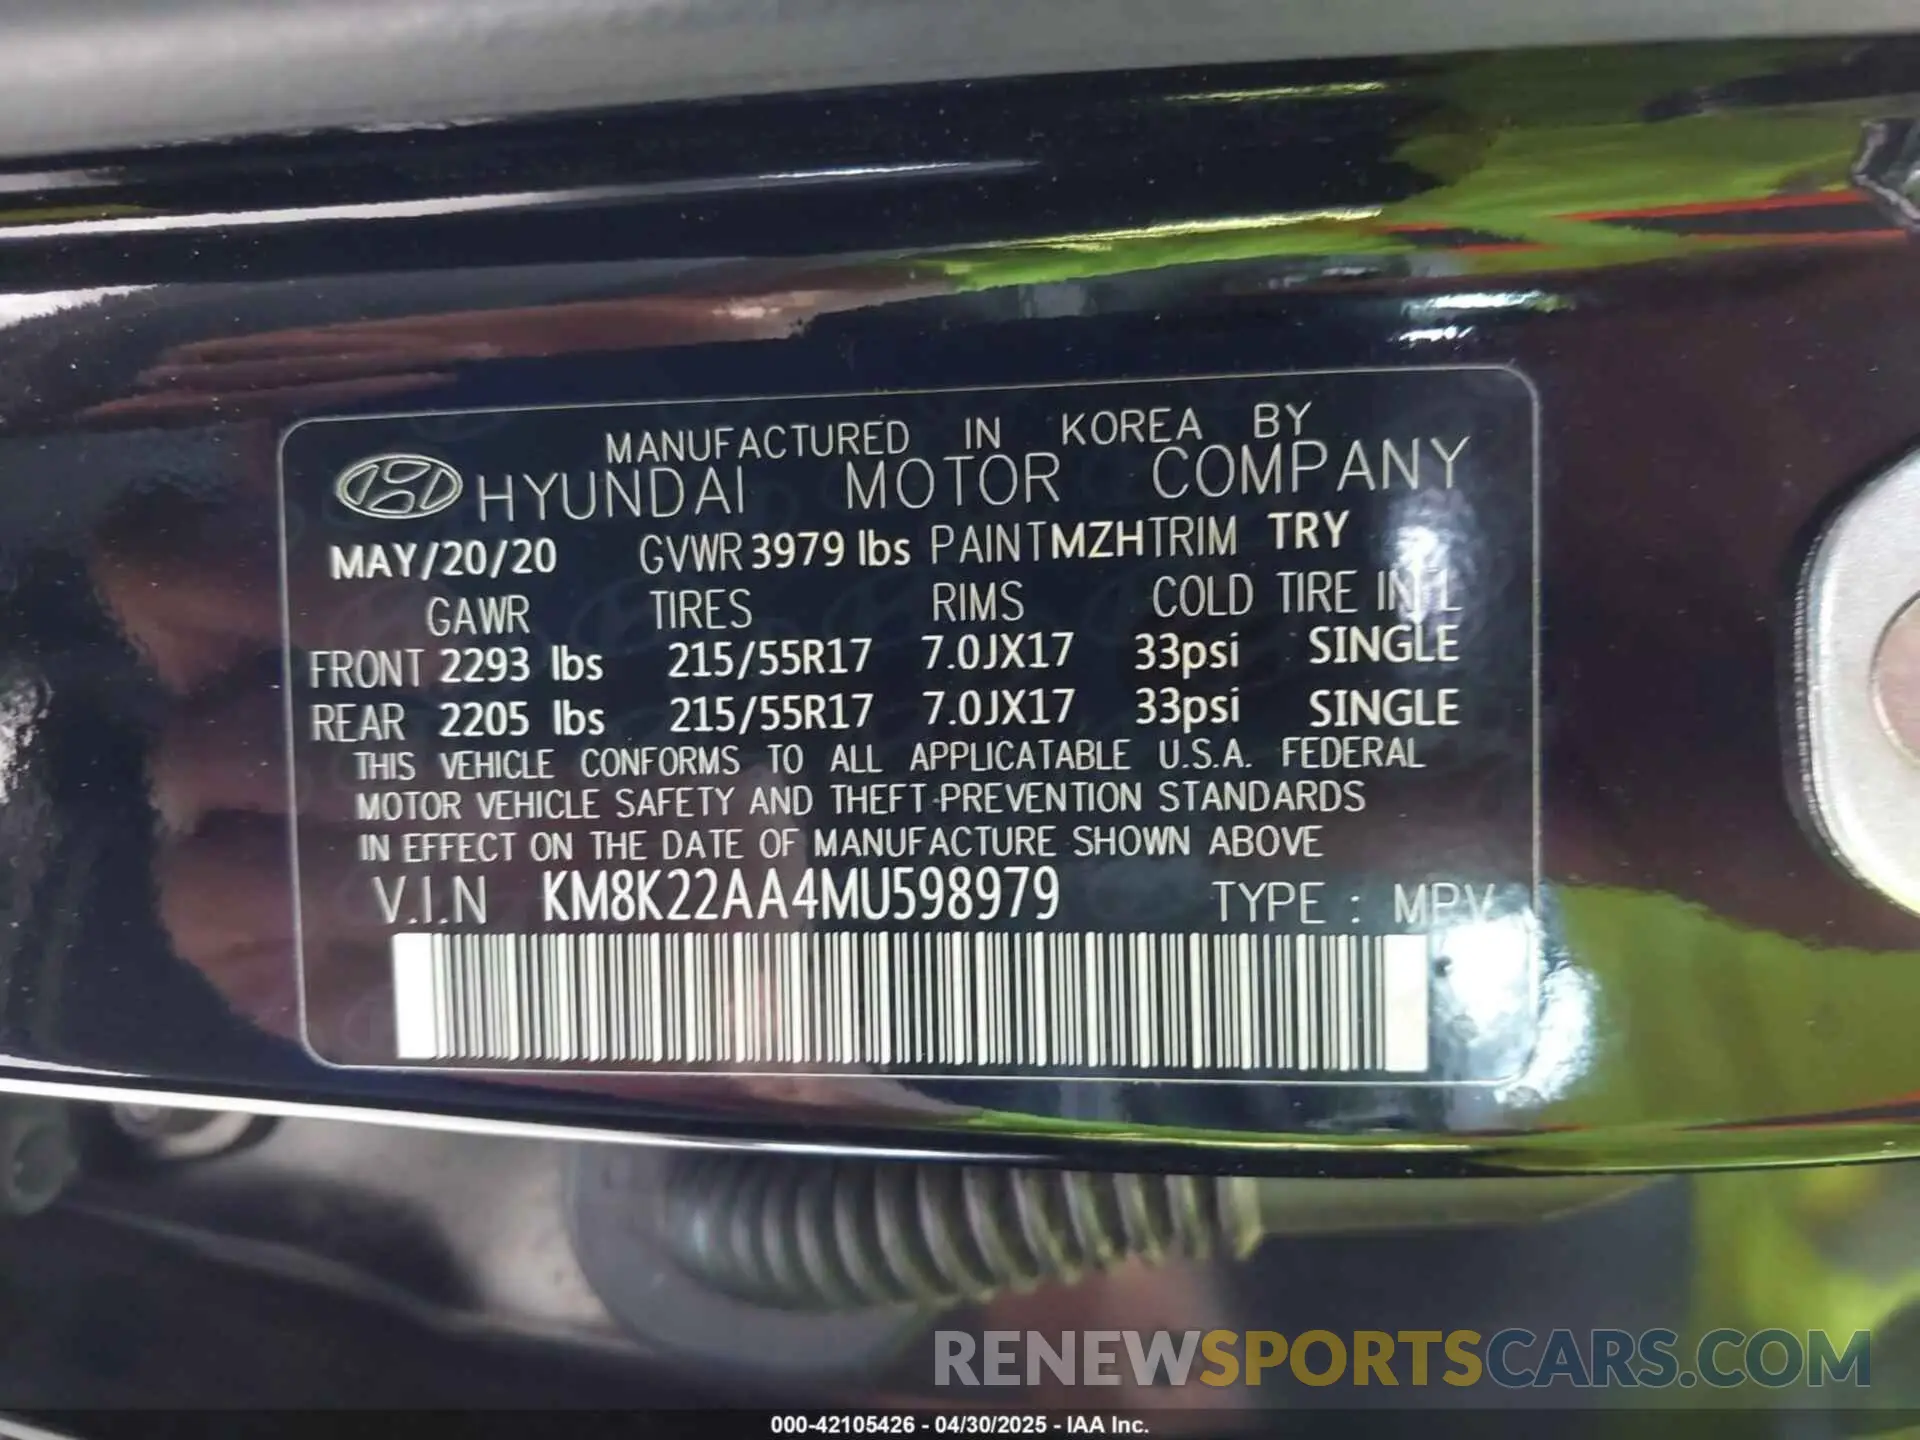 MANUFACTURED IN KOREA BY
HYUNDAI MOTOR COMPANY
MAY/20/20 GVWR 3979 lbs PAINT MZH TRIM TRY
GAWR TIRES RIMS COLD TIRE INFL
FRONT 2293 lbs 215/55R17 7.0JX17 33psi SINGLE
REAR 2205 lbs 215/55R17 7.0JX17 33psi SINGLE
THIS VEHICLE CONFORMS TO ALL APPLICATABLE U.S.A. FEDERAL
MOTOR VEHICLE SAFETY AND THEFT-PREVENTION STANDARDS
IN EFFECT ON THE DATE OF MANUFACTURE SHOWN ABOVE
V.I.N KM8K22AA4MU598979 TYPE : MPV
RENEWSPORTSCARS.COM
000-42105426 - 04/30/2025 - IAA Inc.